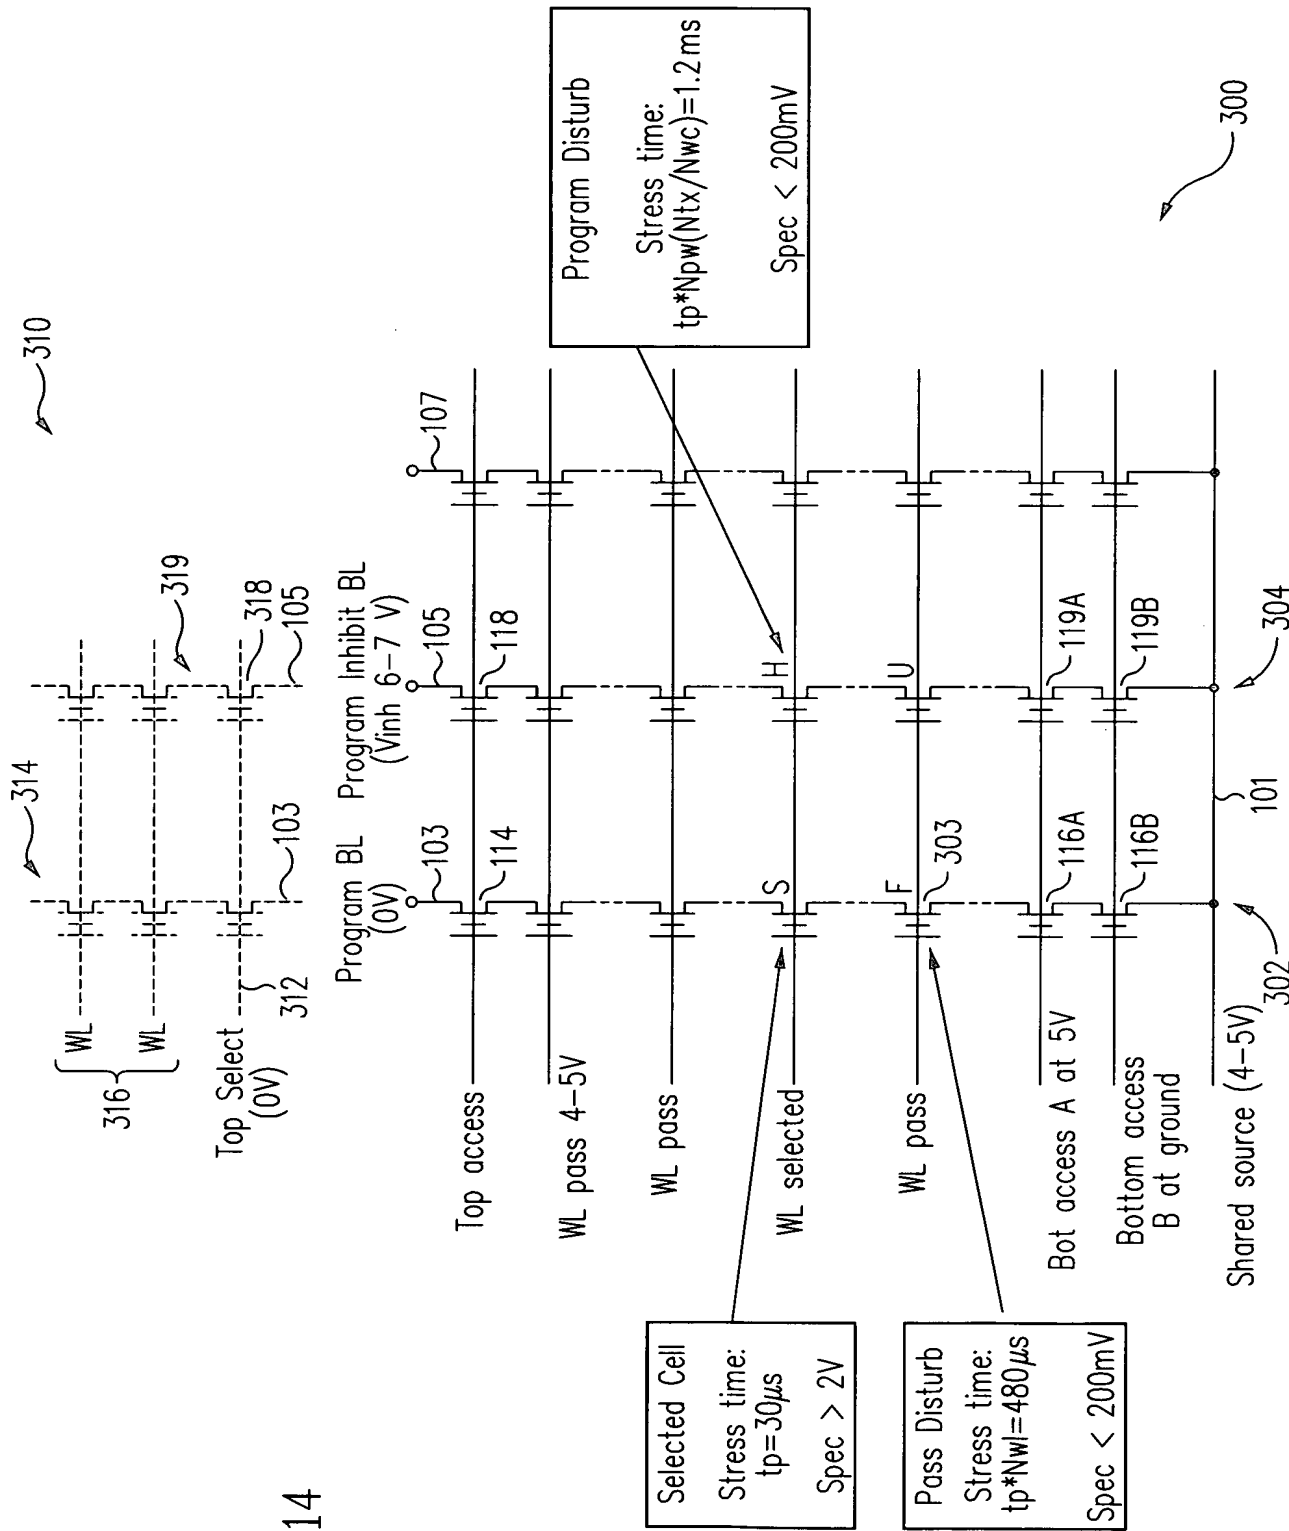 14
310
314
319
318
105
103
312
WL
WL
316
Top Select
(0V)
Program BL
(0V)
Program Inhibit BL
(Vinh 6-7 V)
103
105
107
114
118
Top access
WL pass 4-5V
WL pass
WL selected
WL pass
Bot access A at 5V
Bottom access
B at ground
Shared source (4-5V)
S
H
F
U
303
116A
119A
116B
119B
101
302
304
300
Program Disturb
Stress time:
tp*Npw(Ntx/Nwc)=1.2ms
Spec < 200mV
Selected Cell
Stress time:
tp=30μs
Spec > 2V
Pass Disturb
Stress time:
tp*Nwl=480μs
Spec < 200mV